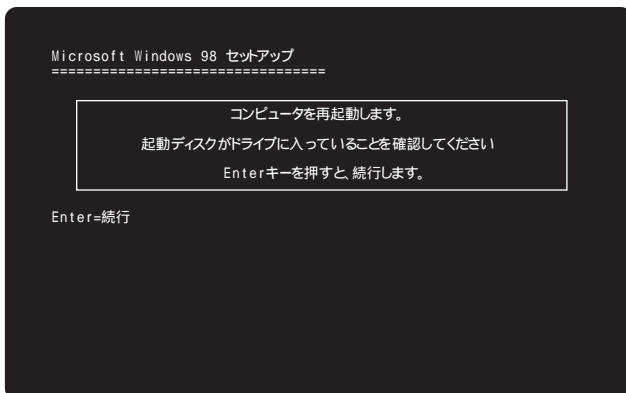 Microsoft Windows 98 セットアップ
=================================
コンピュータを再起動します。
起動ディスクがドライブに入っていることを確認してください
Enterキーを押すと、続行します。
Enter=続行